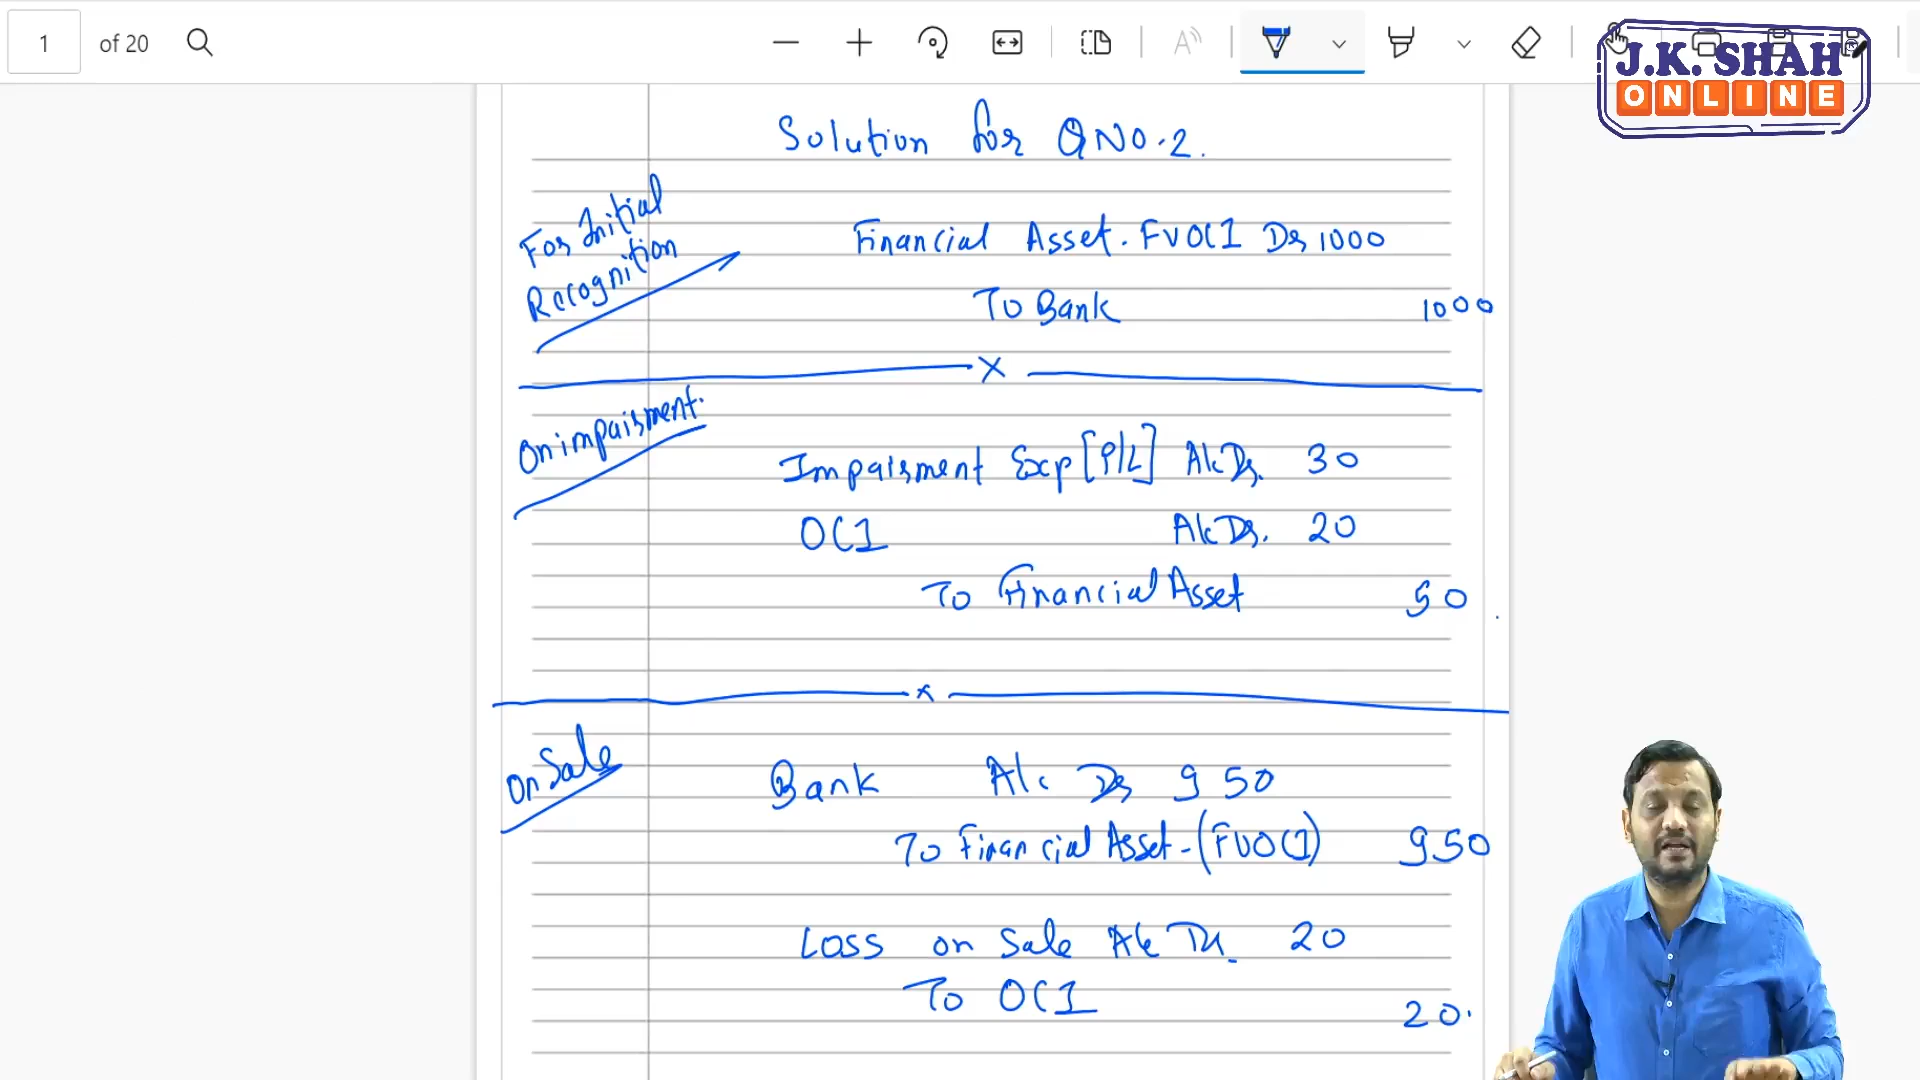 1 of 20
J.K. SHAH
ONLINE
Solution for QNO.2.
For Initial
Recognition
Financial Asset. FVOCI Dr 1000
To Bank 1000
X
On impairment.
Impairment Exp [P/L] A/c Dr. 30
OCI A/c Dr. 20
To Financial Asset 50
x
On Sale
Bank A/c Dr 950
To Financial Asset - (FVOCI) 950
Loss on Sale A/c Dr. 20
To OCI 20.